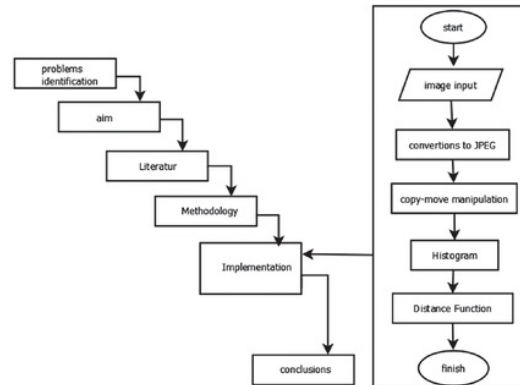 problems
identification
aim
Literatur
Methodology
Implementation
conclusions
start
image input
convertions to JPEG
copy-move manipulation
Histogram
Distance Function
finish